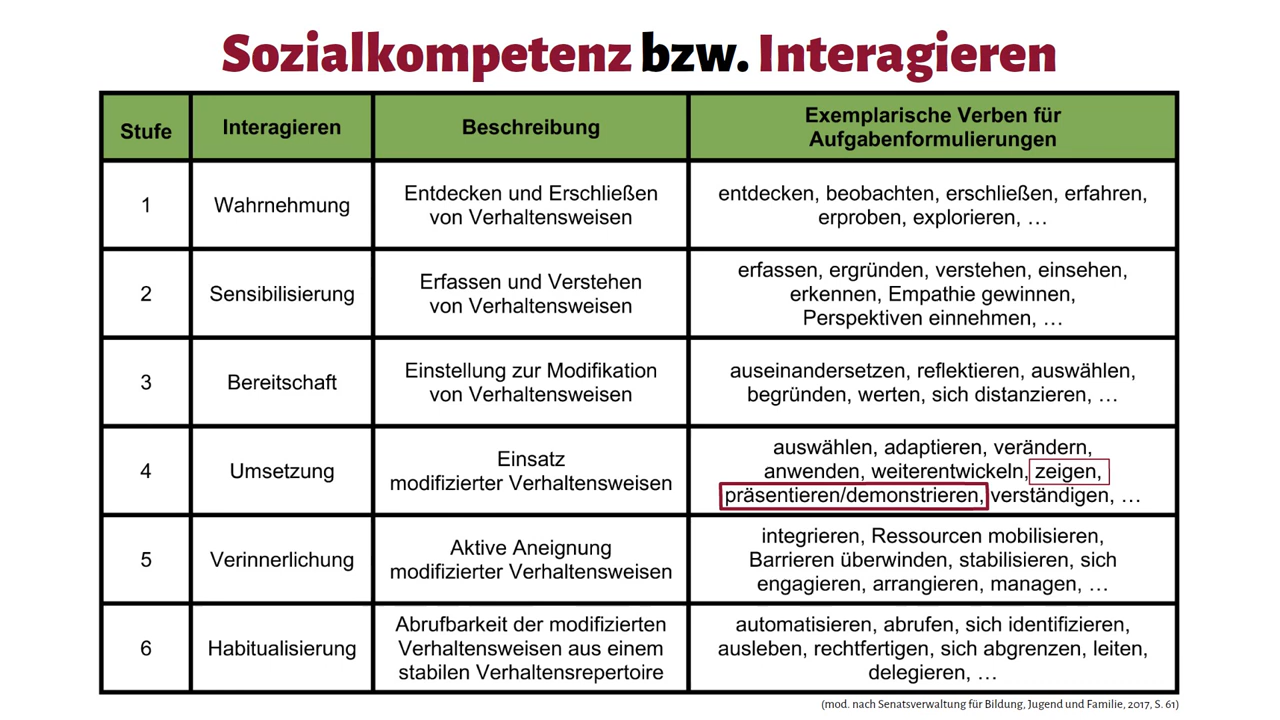 Sozialkompetenz bzw. Interagieren
Stufe
Interagieren
Beschreibung
Exemplarische Verben für
Aufgabenformulierungen
1
Wahrnehmung
Entdecken und Erschließen
von Verhaltensweisen
entdecken, beobachten, erschließen, erfahren,
erproben, explorieren, …
2
Sensibilisierung
Erfassen und Verstehen
von Verhaltensweisen
erfassen, ergründen, verstehen, einsehen,
erkennen, Empathie gewinnen,
Perspektiven einnehmen, …
3
Bereitschaft
Einstellung zur Modifikation
von Verhaltensweisen
auseinandersetzen, reflektieren, auswählen,
begründen, werten, sich distanzieren, …
4
Umsetzung
Einsatz
modifizierter Verhaltensweisen
auswählen, adaptieren, verändern,
anwenden, weiterentwickeln, zeigen,
präsentieren/demonstrieren, verständigen, …
5
Verinnerlichung
Aktive Aneignung
modifizierter Verhaltensweisen
integrieren, Ressourcen mobilisieren,
Barrieren überwinden, stabilisieren, sich
engagieren, arrangieren, managen, …
6
Habitualisierung
Abrufbarkeit der modifizierten
Verhaltensweisen aus einem
stabilen Verhaltensrepertoire
automatisieren, abrufen, sich identifizieren,
ausleben, rechtfertigen, sich abgrenzen, leiten,
delegieren, …
(mod. nach Senatsverwaltung für Bildung, Jugend und Familie, 2017, S. 61)